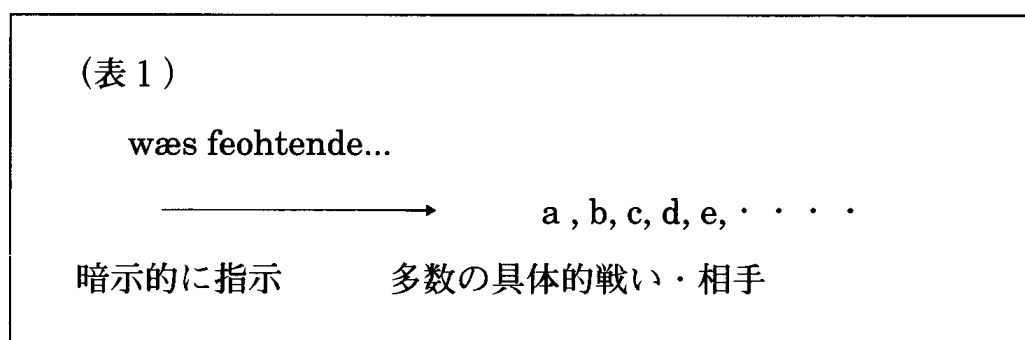 (表1)
wæs feohtende...
a , b, c, d, e, ・ ・ ・ ・
暗示的に指示　　　多数の具体的戦い・相手